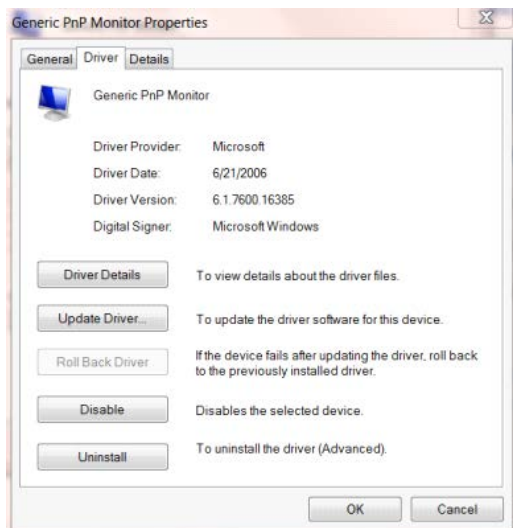 Generic PnP Monitor Properties
General Driver Details
Generic PnP Monitor
Driver Provider: Microsoft
Driver Date: 6/21/2006
Driver Version: 6.1.7600.16385
Digital Signer: Microsoft Windows
Driver Details To view details about the driver files.
Update Driver... To update the driver software for this device.
Roll Back Driver If the device fails after updating the driver, roll back
to the previously installed driver.
Disable Disables the selected device.
Uninstall To uninstall the driver (Advanced).
OK Cancel